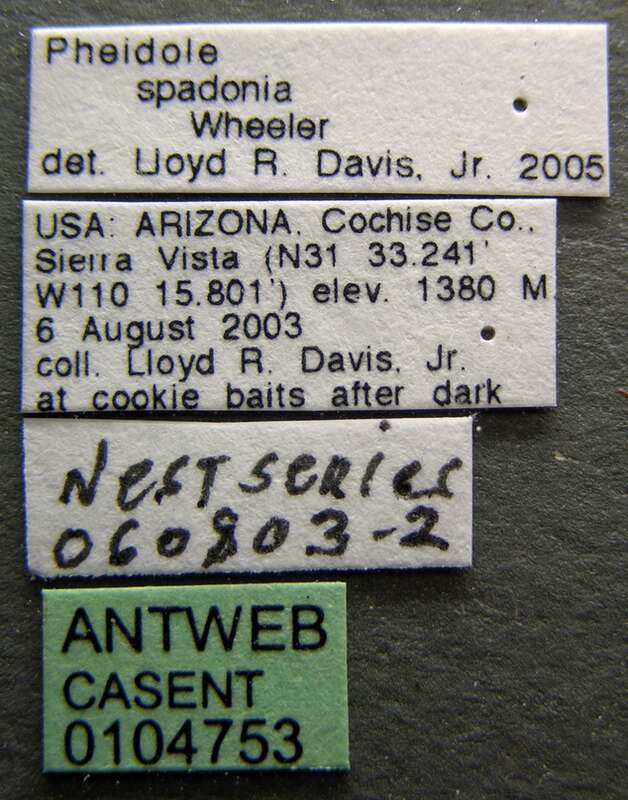 Pheidole
spadonia
Wheeler
det. Lloyd R. Davis, Jr. 2005
USA: ARIZONA, Cochise Co.,
Sierra Vista (N31 33.241'
W110 15.801') elev. 1380 M
6 August 2003
coll. Lloyd R. Davis, Jr.
at cookie baits after dark
Nest series
060803-2
ANTWEB
CASENT
0104753